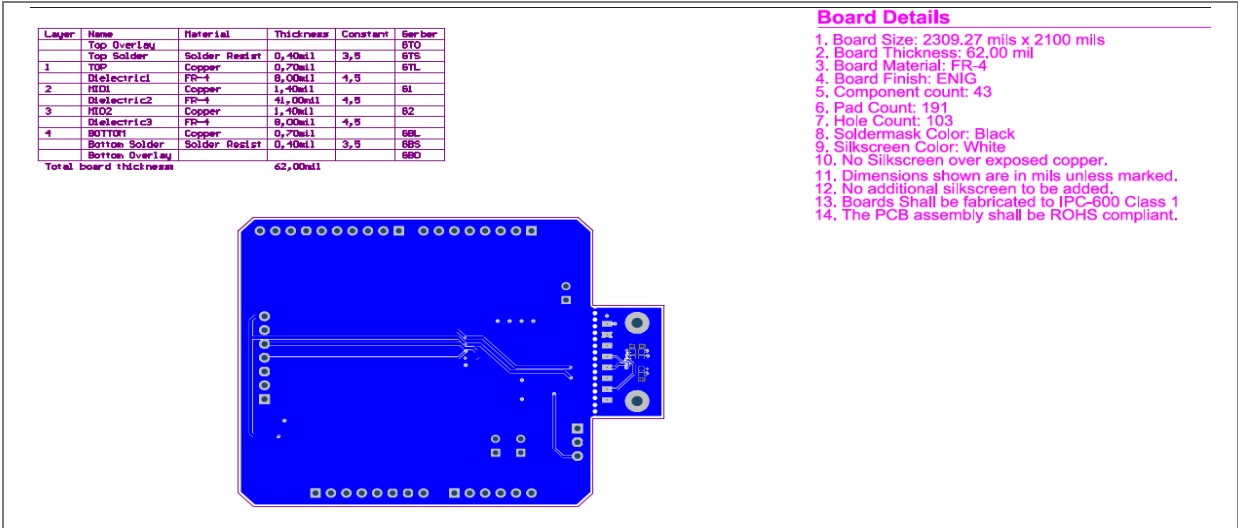 Layer Name Material Thickness Constant Gerber
Top Overlay GTO
Top Solder Solder Resist 0,40mil 3,5 GTS
1 TOP Copper 0,70mil GTL
Dielectric1 FR-4 8,00mil 4,5
2 MID1 Copper 1,40mil G1
Dielectric2 FR-4 41,00mil 4,5
3 MID2 Copper 1,40mil G2
Dielectric3 FR-4 8,00mil 4,5
4 BOTTOM Copper 0,70mil GBL
Bottom Solder Solder Resist 0,40mil 3,5 GBS
Bottom Overlay GBO
Total board thickness 62,00mil
Board Details
1. Board Size: 2309.27 mils x 2100 mils
2. Board Thickness: 62.00 mil
3. Board Material: FR-4
4. Board Finish: ENIG
5. Component count: 43
6. Pad Count: 191
7. Hole Count: 103
8. Soldermask Color: Black
9. Silkscreen Color: White
10. No Silkscreen over exposed copper.
11. Dimensions shown are in mils unless marked.
12. No additional silkscreen to be added.
13. Boards Shall be fabricated to IPC-600 Class 1
14. The PCB assembly shall be ROHS compliant.